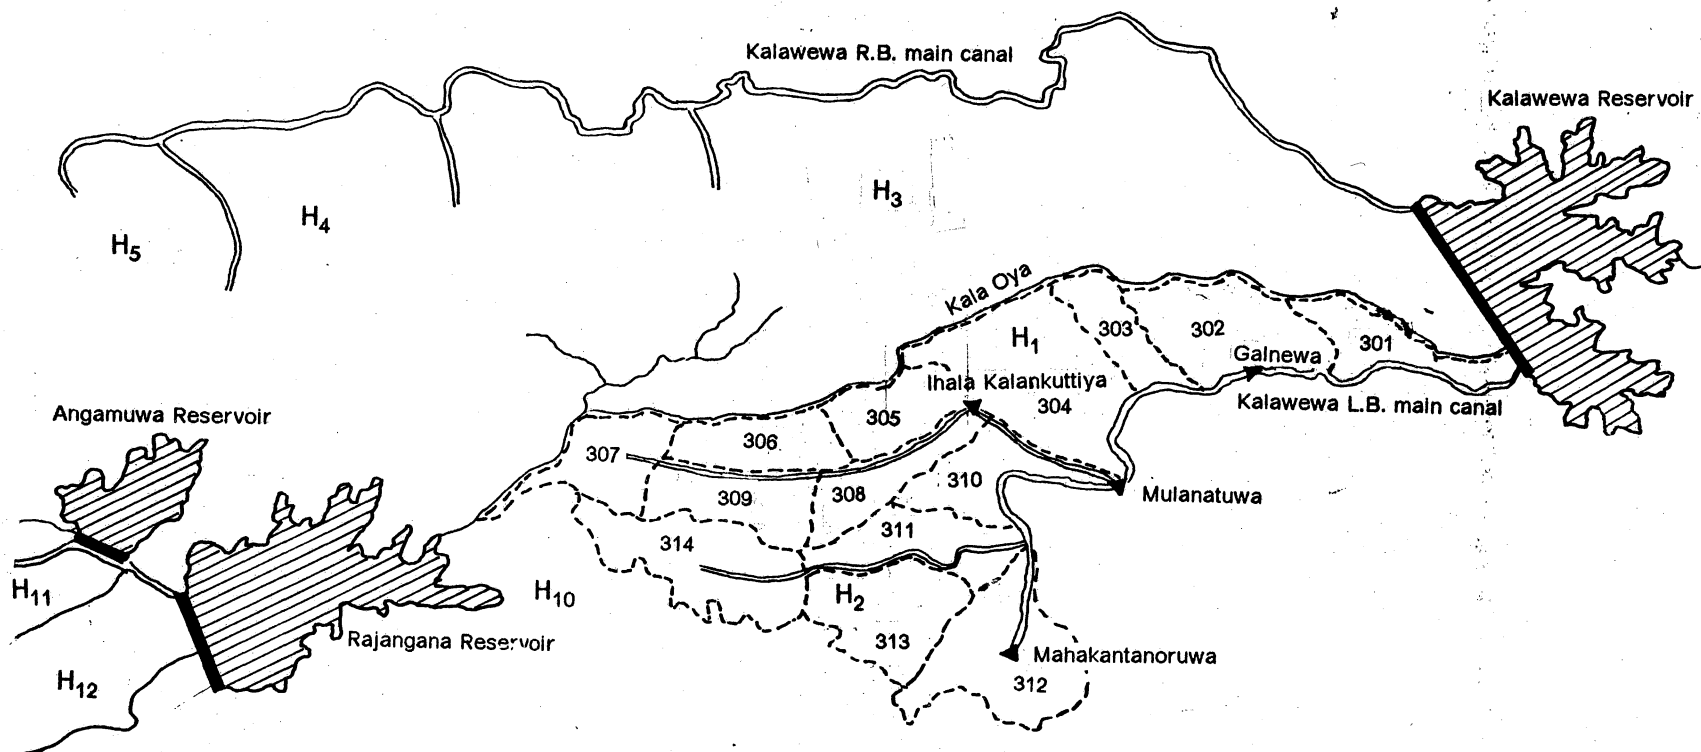 Kalawewa R.B. main canal
Kalawewa Reservoir
H3
H4
H5
Kala Oya
H1
303
302
301
Galnewa
Ihala Kalankuttiya
304
Kalawewa L.B. main canal
Angamuwa Reservoir
305
306
307
310
309
308
Mulanatuwa
311
314
H11
H10
H2
Rajangana Reservoir
313
Mahakantanoruwa
H12
312